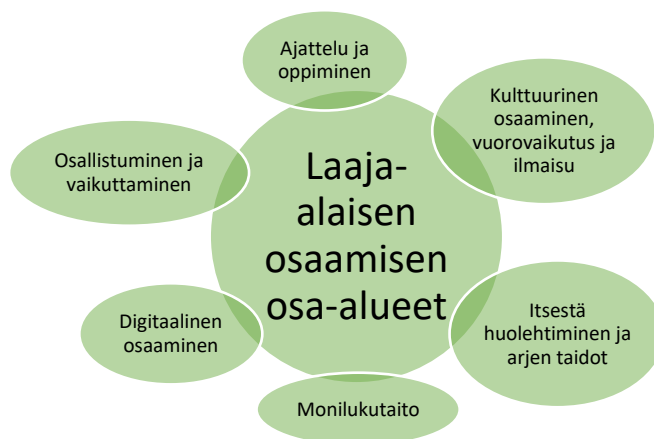 Ajattelu ja
oppiminen
Kulttuurinen
osaaminen,
vuorovaikutus ja
ilmaisu
Osallistuminen ja
vaikuttaminen
Laaja-
alaisen
osaamisen
osa-alueet
Itsestä
huolehtiminen ja
arjen taidot
Digitaalinen
osaaminen
Monilukutaito